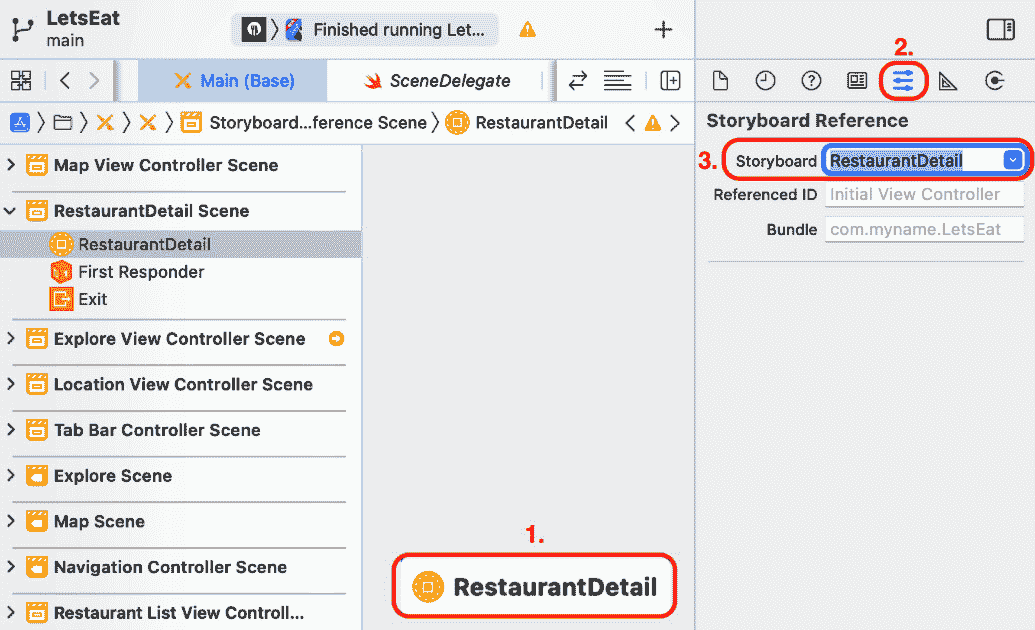 LetsEat
main
Finished running Let...
2.
Main (Base)
SceneDelegate
Storyboard...ference Scene
RestaurantDetail
Storyboard Reference
3.
Storyboard
RestaurantDetail
Referenced ID
Initial View Controller
Bundle
com.myname.LetsEat
Map View Controller Scene
RestaurantDetail Scene
RestaurantDetail
First Responder
Exit
Explore View Controller Scene
Location View Controller Scene
Tab Bar Controller Scene
Explore Scene
Map Scene
Navigation Controller Scene
Restaurant List View Controll...
1.
RestaurantDetail